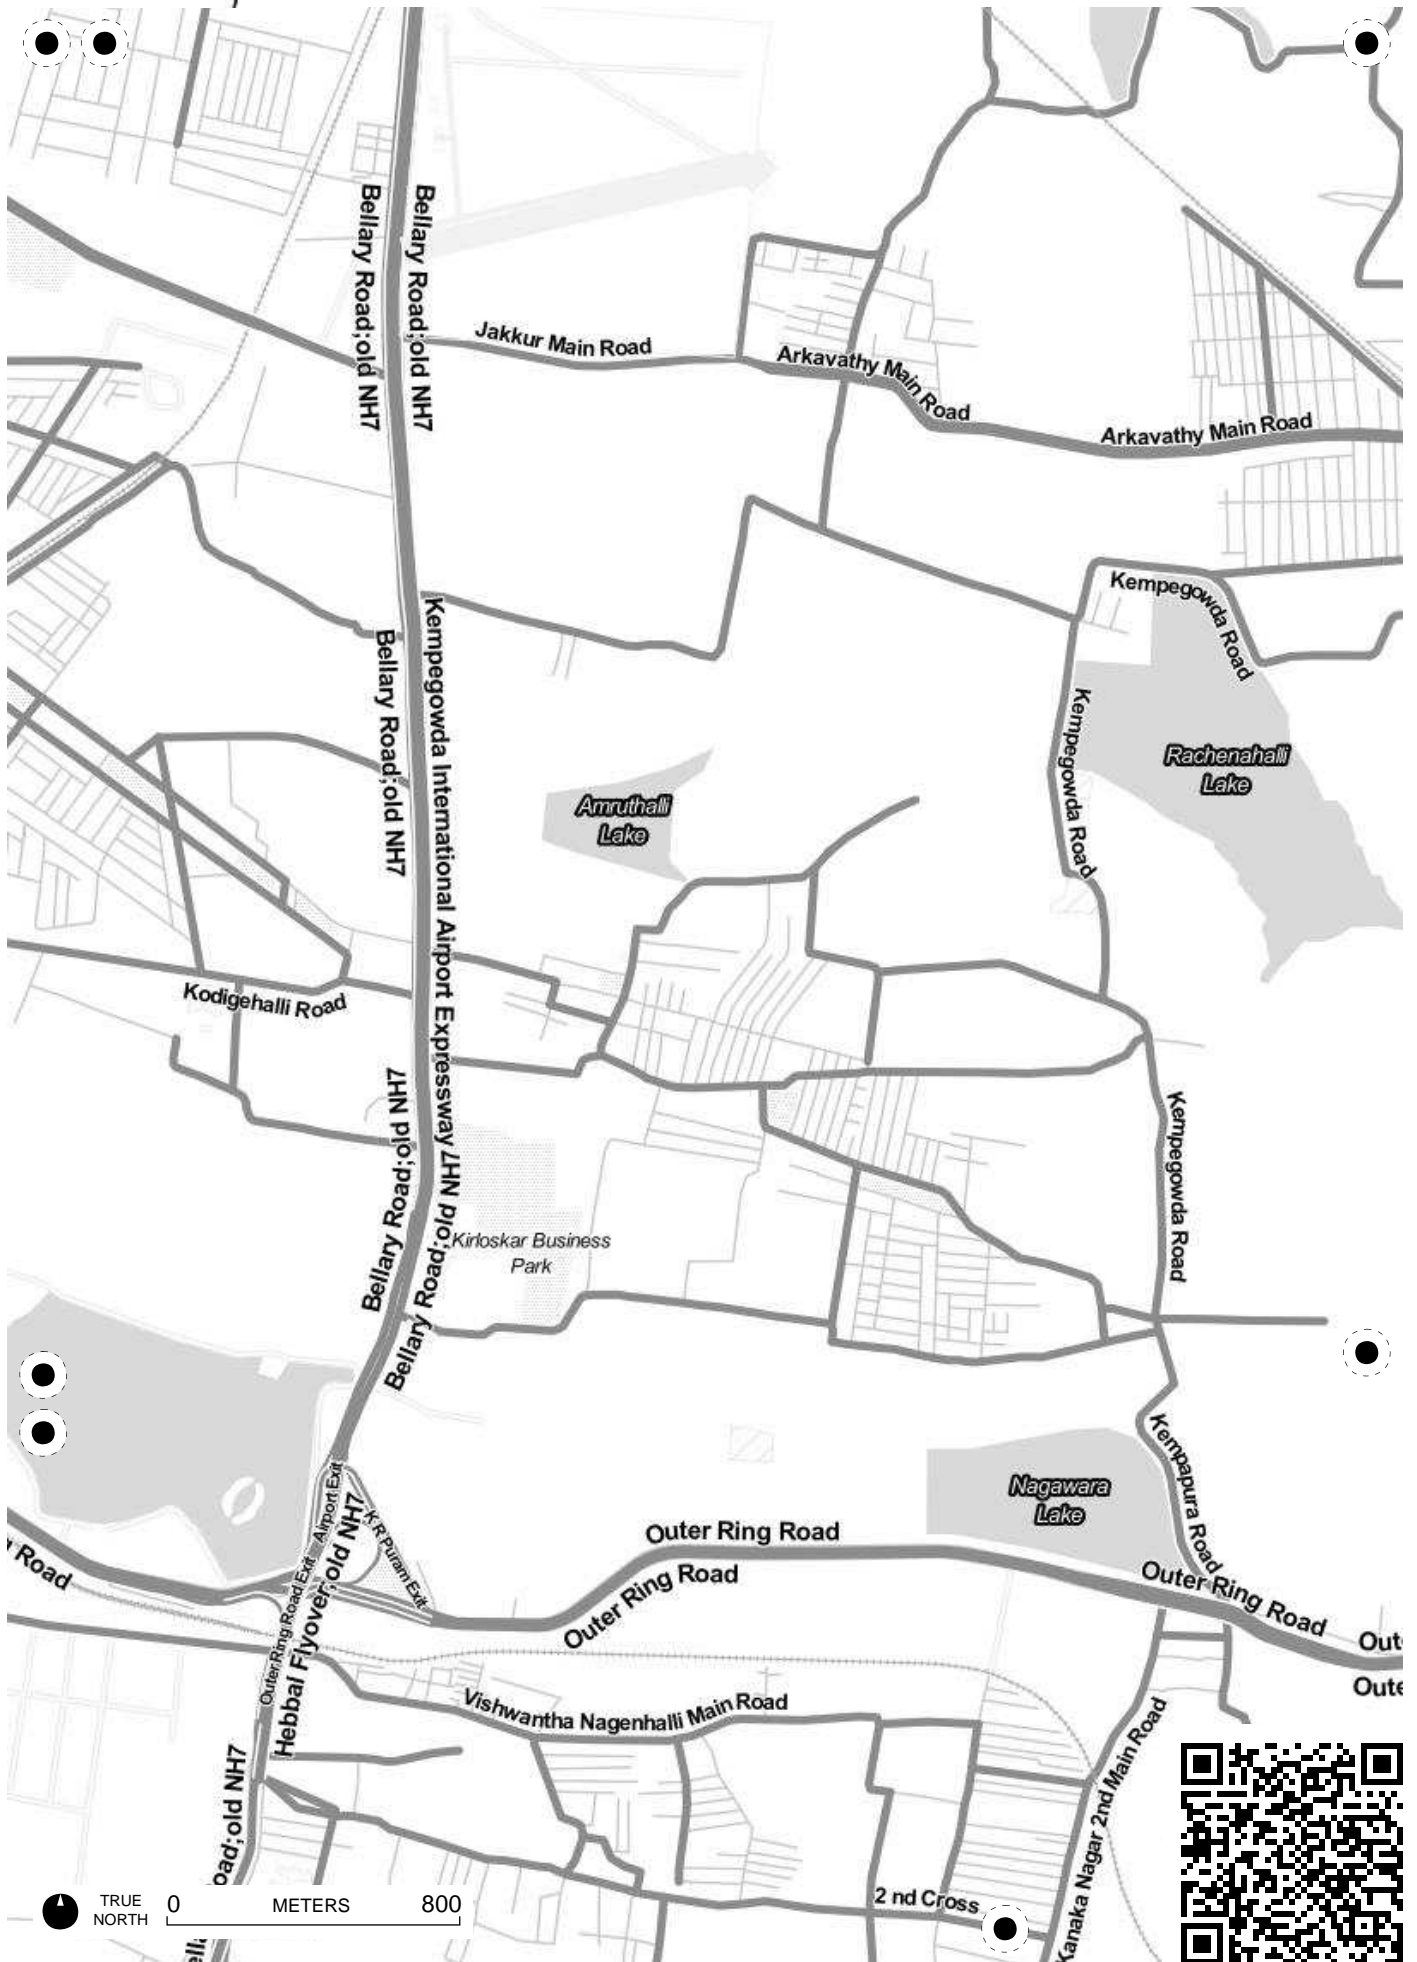 Bellary Road;old NH7
Bellary Road;old NH7
Jakkur Main Road
Arkavathy Main Road
Arkavathy Main Road
Kempegowda Road
Bellary Road;old NH7
Kempegowda International Airport Expressway
Kempegowda Road
Rachenahalli
Lake
Amruthalli
Lake
Kodigehalli Road
Bellary Road;old NH7
Bellary Road;old NH7
Kempegowda Road
Kirloskar Business
Park
Kempapura Road
Nagawara
Lake
Airport Exit
K R Puram Exit
Outer Ring Road
Outer Ring Road
Outer Ring Road
Road
Outer Ring Road Exit
Hebbal Flyover;old NH7
Out
Oute
Vishwantha Nagenhalli Main Road
Kanaka Nagar 2nd Main Road
oad;old NH7
2 nd Cross
TRUE
NORTH
0 METERS 800